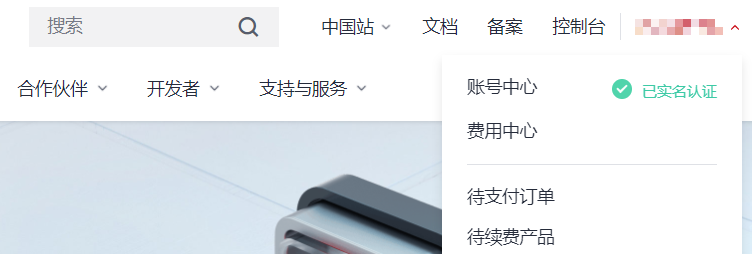 搜索 中国站 文档 备案 控制台
合作伙伴 开发者 支持与服务
账号中心 已实名认证
费用中心
待支付订单
待续费产品